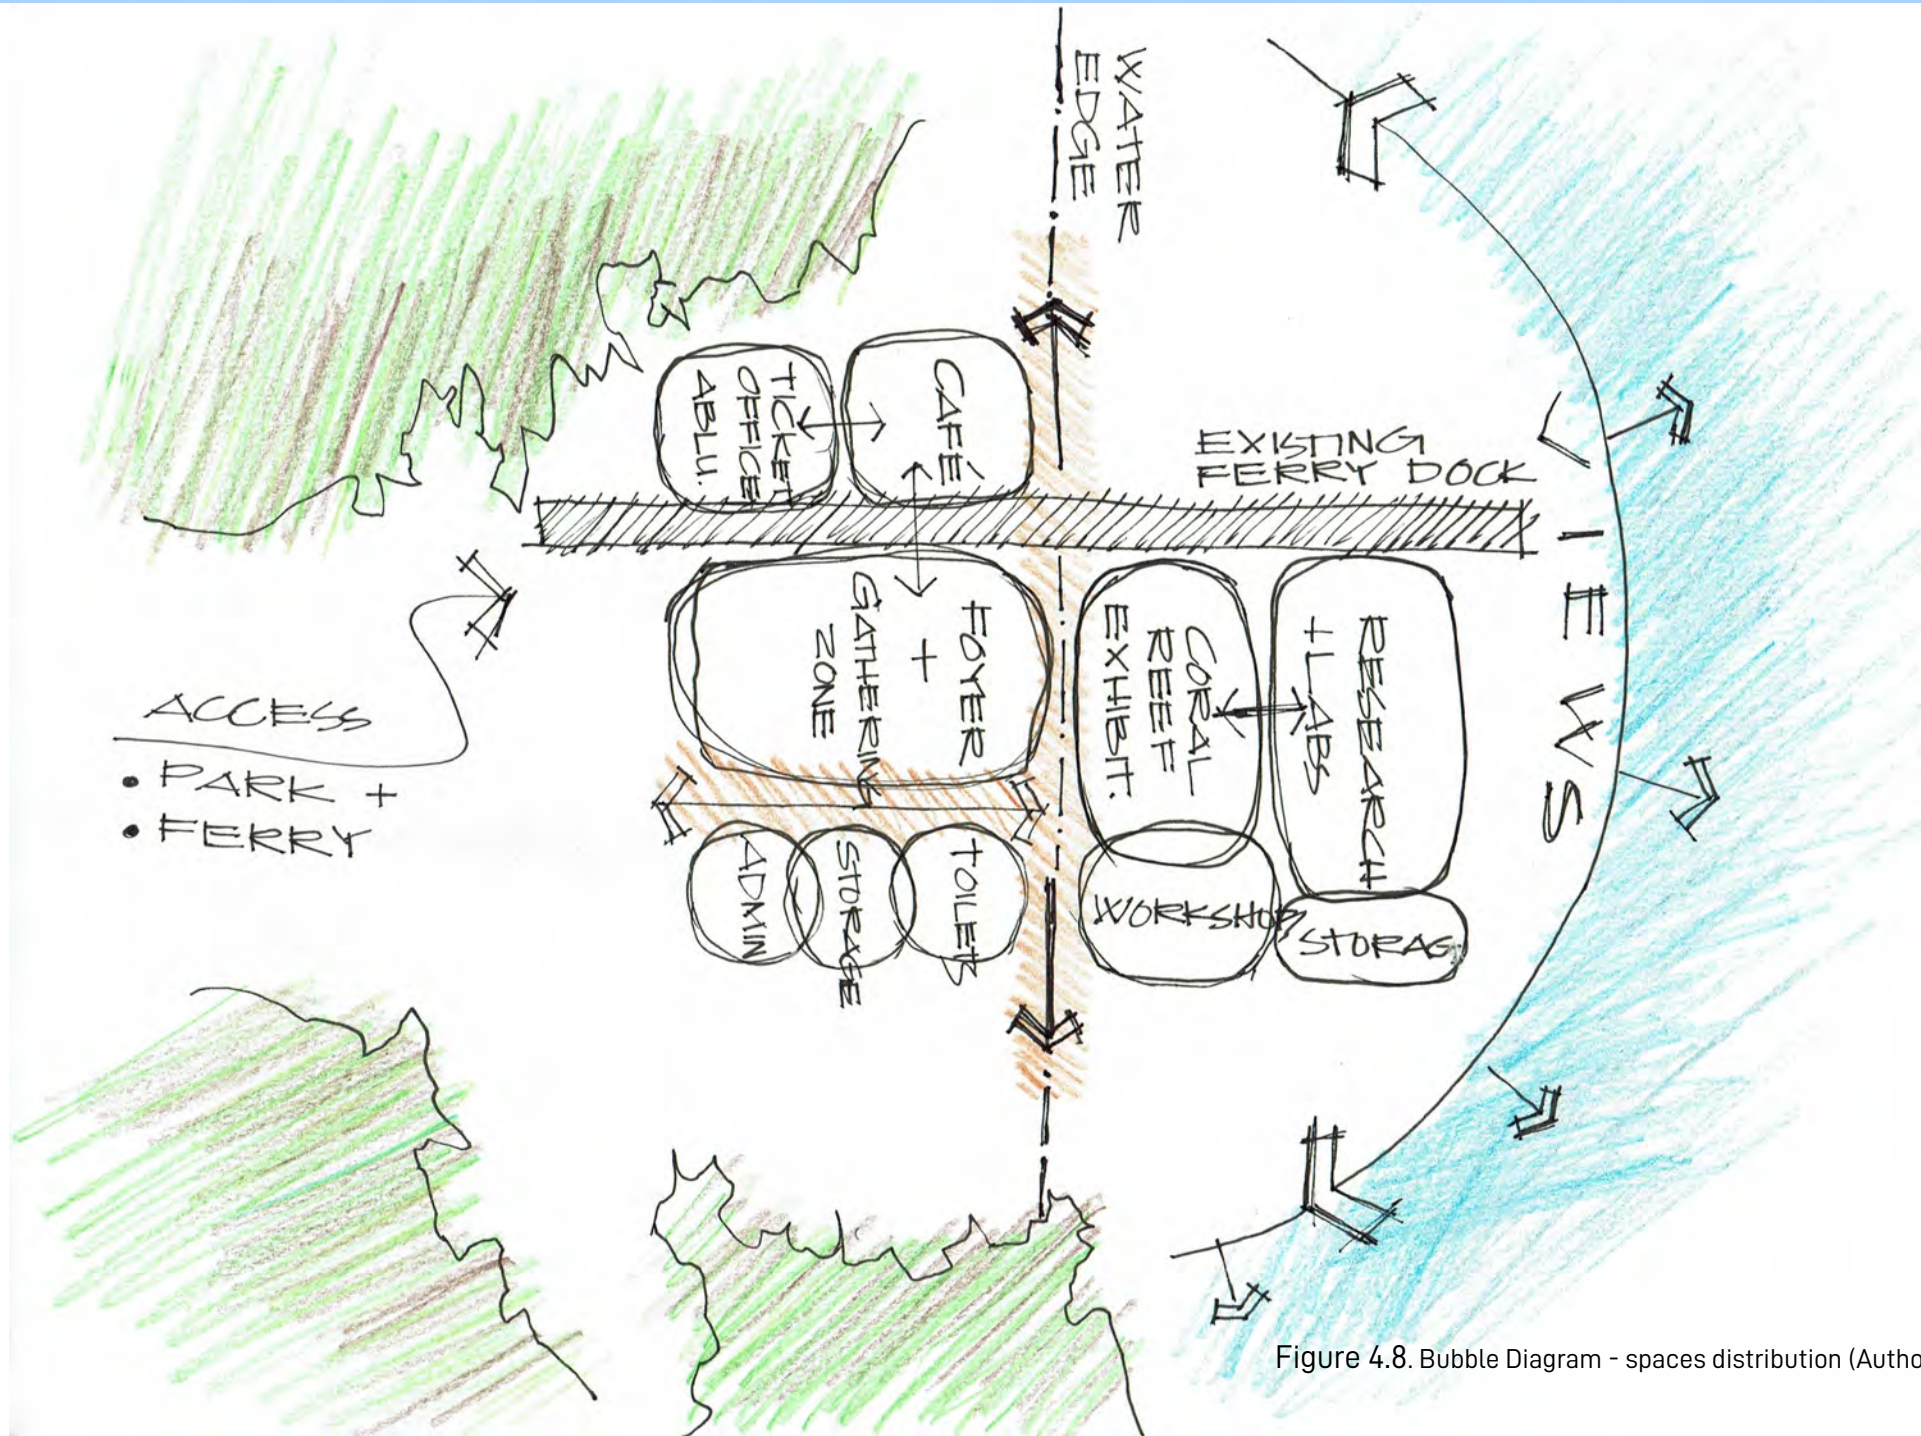 WATER
EDGE
TICKET
OFFICE
ABLU.
CAFÉ
EXISTING
FERRY DOCK
VIEWS
FOYER
+
GATHERING
ZONE
CORAL
REEF
EXHIBIT.
RESEARCH
+ LABS
ACCESS
• PARK +
• FERRY
ADMIN
STORAGE
TOILETS
WORKSHOP
STORAG
Figure 4.8. Bubble Diagram - spaces distribution (Autho